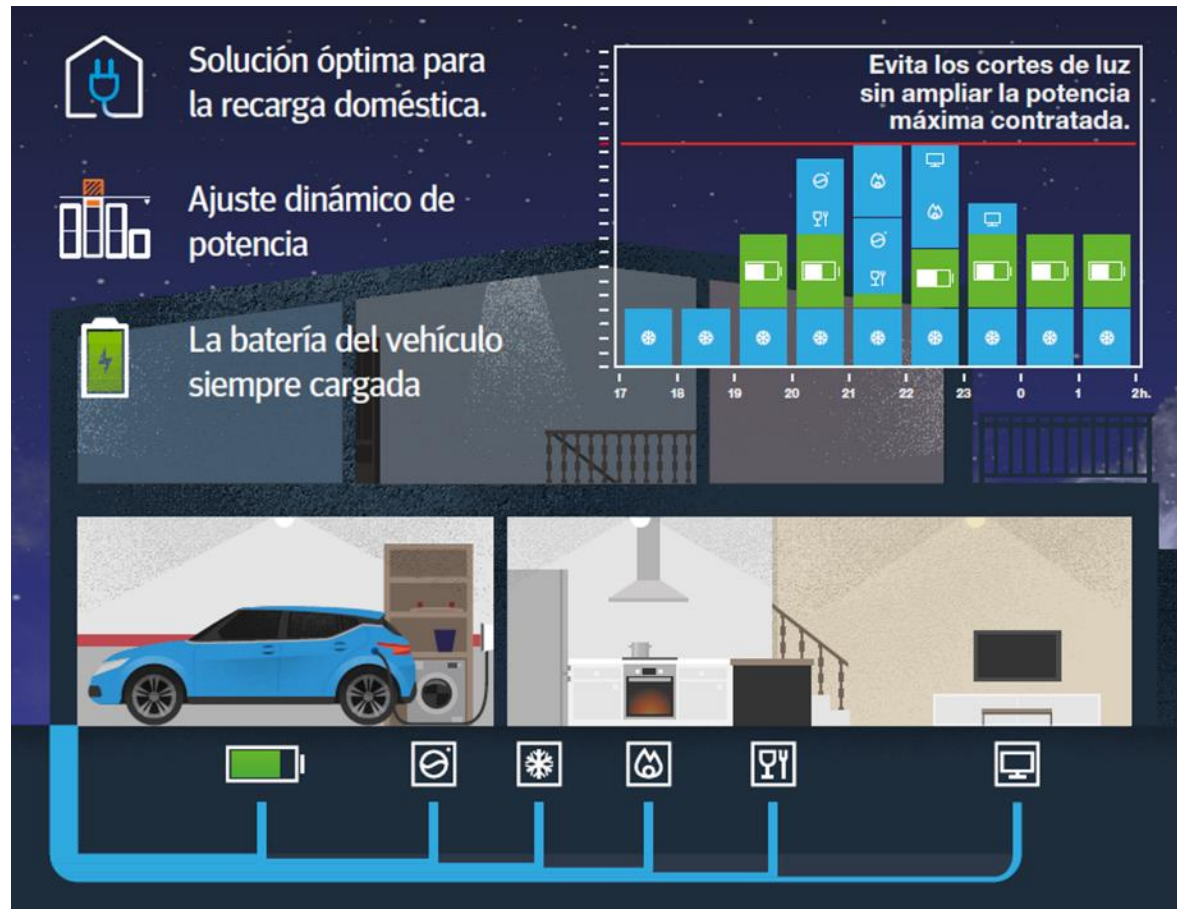 Solución óptima para
la recarga doméstica.
Ajuste dinámico de
potencia
La batería del vehículo
siempre cargada
Evita los cortes de luz
sin ampliar la potencia
máxima contratada.
17 18 19 20 21 22 23 0 1 2h.